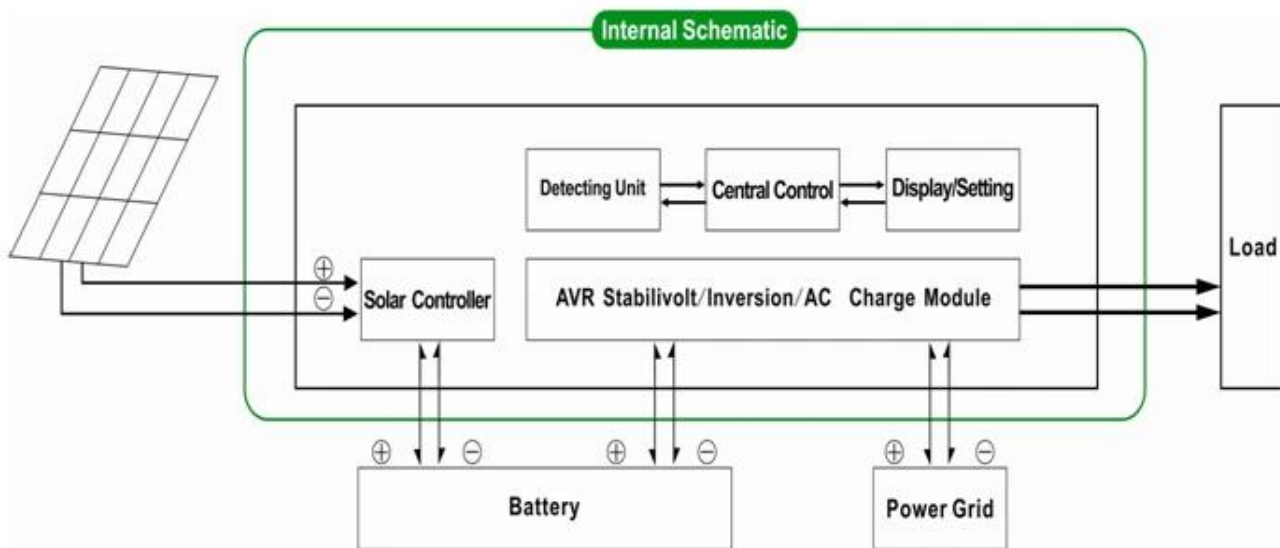 Internal Schematic
Detecting Unit
Central Control
Display/Setting
Load
⊕
⊖
Solar Controller
AVR Stabilivolt/Inversion/AC Charge Module
⊕ ⊖ ⊕ ⊖ ⊕ ⊖
Battery
Power Grid